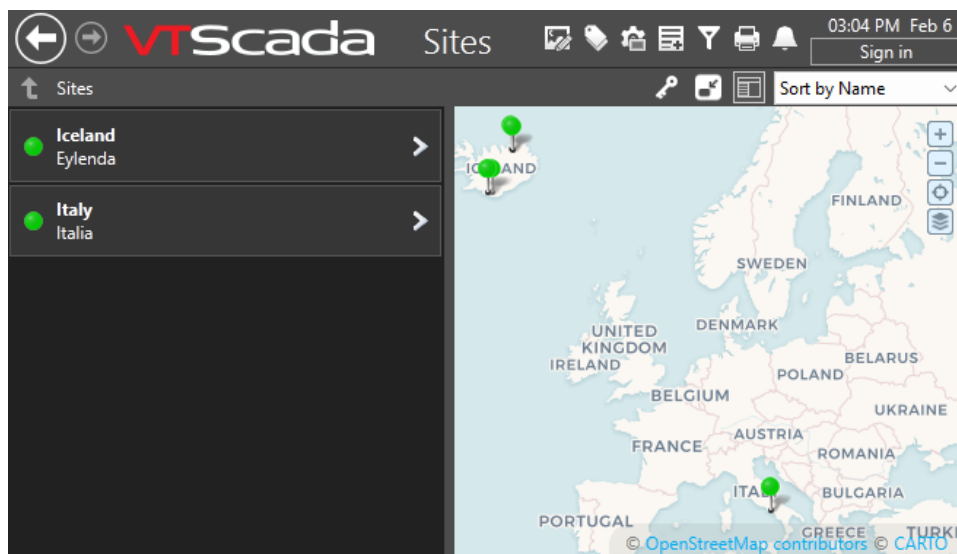 VTScada Sites 03:04 PM Feb 6
Sign in
Sites Sort by Name
Iceland
Eylenda
Italy
Italia
FINLAND
SWEDEN
DENMARK
UNITED
KINGDOM
IRELAND
BELARUS
POLAND
BELGIUM
UKRAINE
AUSTRIA
FRANCE
ROMANIA
BULGARIA
PORTUGAL
GREECE
© OpenStreetMap contributors © CARTO